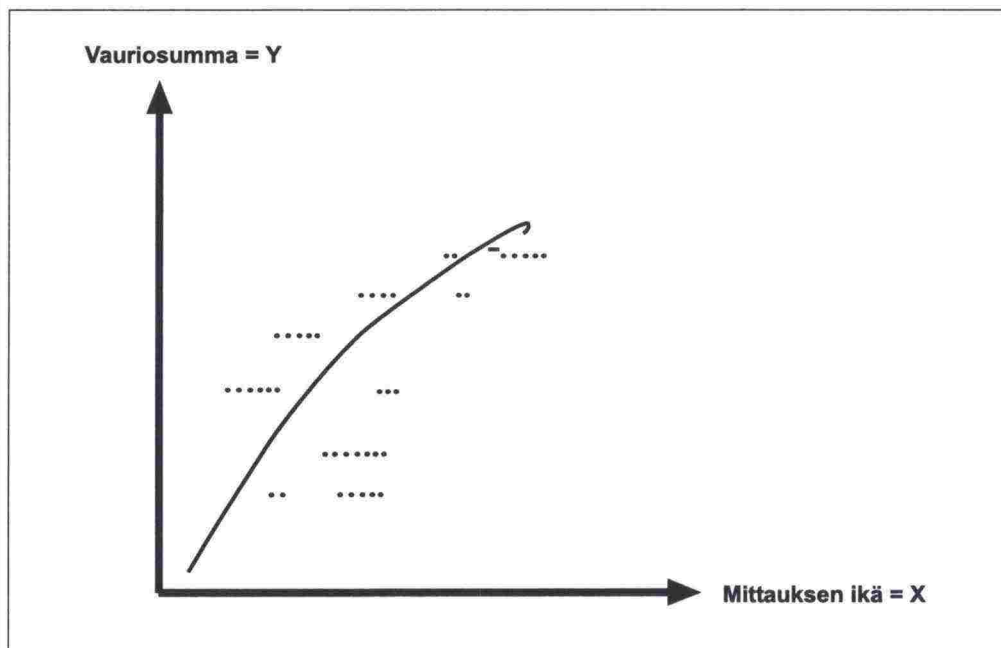 Vauriosumma = Y
Mittauksen ikä = X